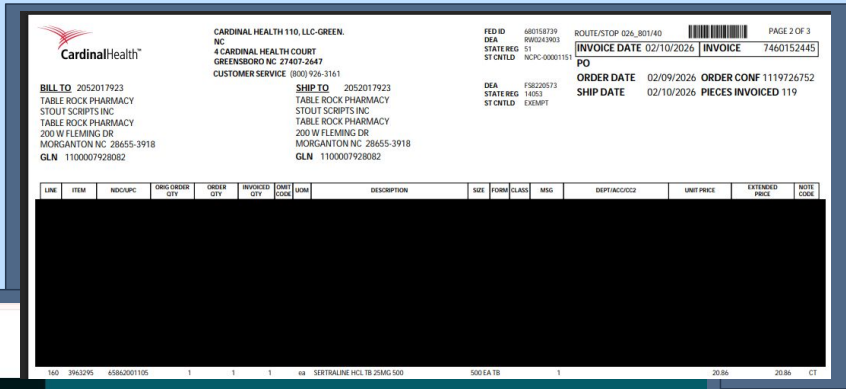 CardinalHealth™
CARDINAL HEALTH 110, LLC-GREEN.
NC
4 CARDINAL HEALTH COURT
GREENSBORO NC 27407-2647
CUSTOMER SERVICE (800) 926-3161
FED ID 680158739
DEA RW0243903
STATE REG 51
ST CNTLD NCPC-00001151
ROUTE/STOP 026_801/40 PAGE 2 OF 3
INVOICE DATE 02/10/2026 INVOICE 7460152445
PO
ORDER DATE 02/09/2026 ORDER CONF 1119726752
SHIP DATE 02/10/2026 PIECES INVOICED 119
DEA FS8220573
STATE REG 14053
ST CNTLD EXEMPT
BILL TO 2052017923
TABLE ROCK PHARMACY
STOUT SCRIPTS INC
TABLE ROCK PHARMACY
200 W FLEMING DR
MORGANTON NC 28655-3918
GLN 1100007928082
SHIP TO 2052017923
TABLE ROCK PHARMACY
STOUT SCRIPTS INC
TABLE ROCK PHARMACY
200 W FLEMING DR
MORGANTON NC 28655-3918
GLN 1100007928082
LINE ITEM NDC/UPC ORIG ORDER QTY ORDER QTY INVOICED QTY OMIT CODE UOM DESCRIPTION SIZE FORM CLASS MSG DEPT/ACC/CC2 UNIT PRICE EXTENDED PRICE NOTE CODE
160 3963295 65862001105 1 1 1 ea SERTRALINE HCL TB 25MG 500 500 EA TB 1 20.86 20.86 CT